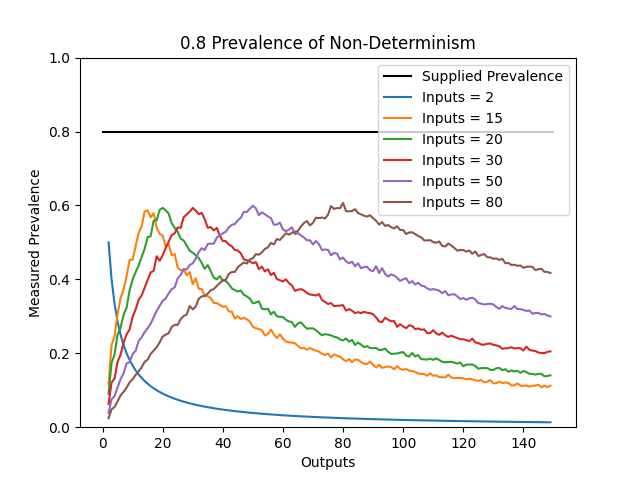 0.8 Prevalence of Non-Determinism
1.0
0.8
0.6
0.4
0.2
0.0
Measured Prevalence
Supplied Prevalence
Inputs = 2
Inputs = 15
Inputs = 20
Inputs = 30
Inputs = 50
Inputs = 80
0 20 40 60 80 100 120 140
Outputs